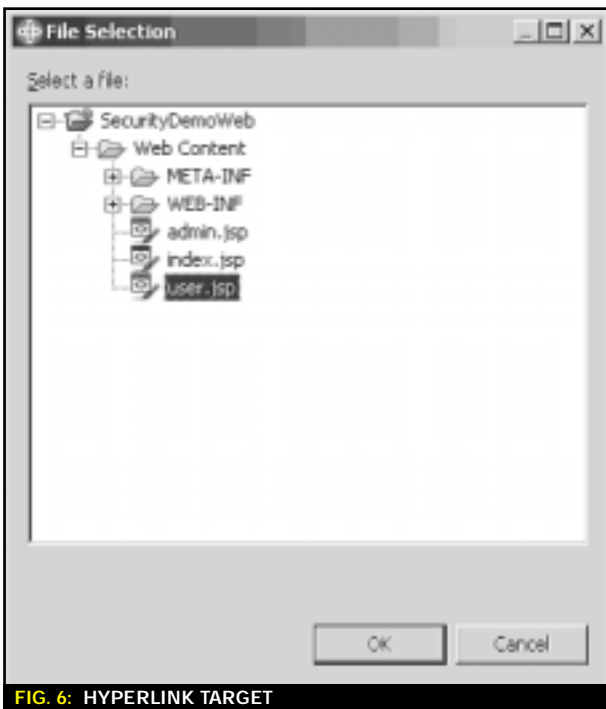 File Selection
Select a file:
SecurityDemoWeb
Web Content
META-INF
WEB-INF
admin.jsp
index.jsp
user.jsp
OK
Cancel
FIG. 6: HYPERLINK TARGET